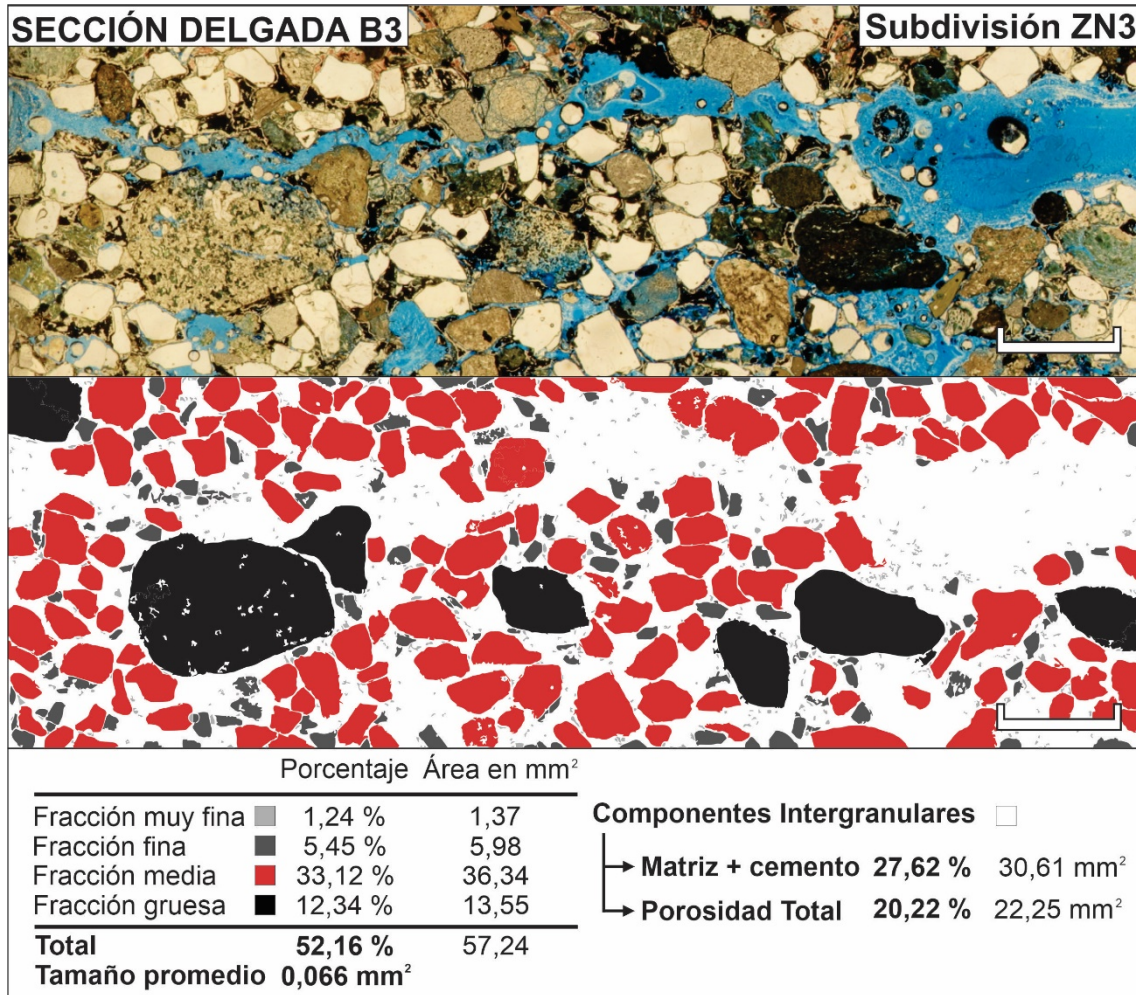 SECCIÓN DELGADA B3
Subdivisión ZN3
Porcentaje Área en mm²
Fracción muy fina 1,24 % 1,37
Fracción fina 5,45 % 5,98
Fracción media 33,12 % 36,34
Fracción gruesa 12,34 % 13,55
Total 52,16 % 57,24
Tamaño promedio 0,066 mm²
Componentes Intergranulares
Matriz + cemento 27,62 % 30,61 mm²
Porosidad Total 20,22 % 22,25 mm²